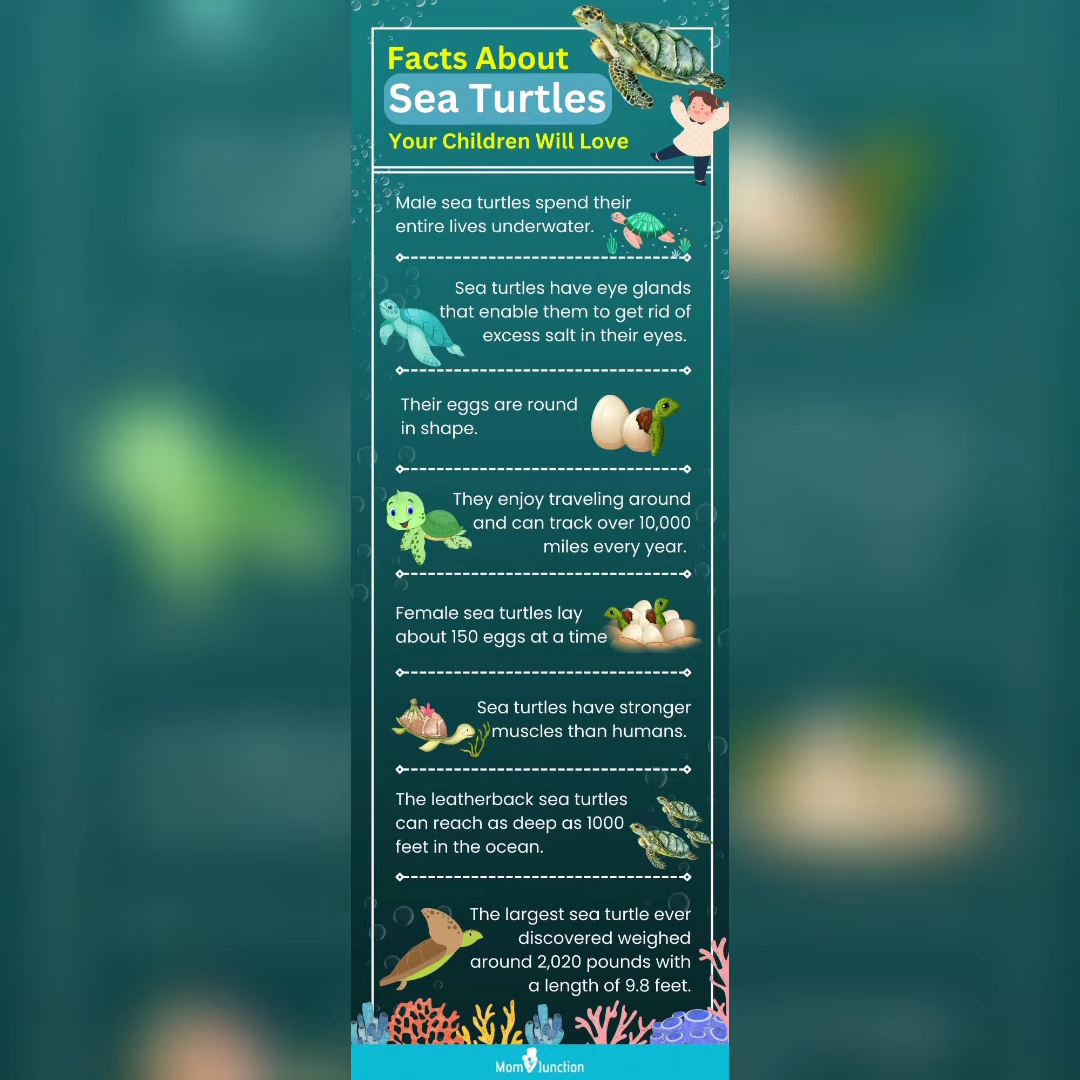 Facts About
Sea Turtles
Your Children Will Love
Male sea turtles spend their
entire lives underwater.
Sea turtles have eye glands
that enable them to get rid of
excess salt in their eyes.
Their eggs are round
in shape.
They enjoy traveling around
and can track over 10,000
miles every year.
Female sea turtles lay
about 150 eggs at a time
Sea turtles have stronger
muscles than humans.
The leatherback sea turtles
can reach as deep as 1000
feet in the ocean.
The largest sea turtle ever
discovered weighed
around 2,020 pounds with
a length of 9.8 feet.
Mom Junction